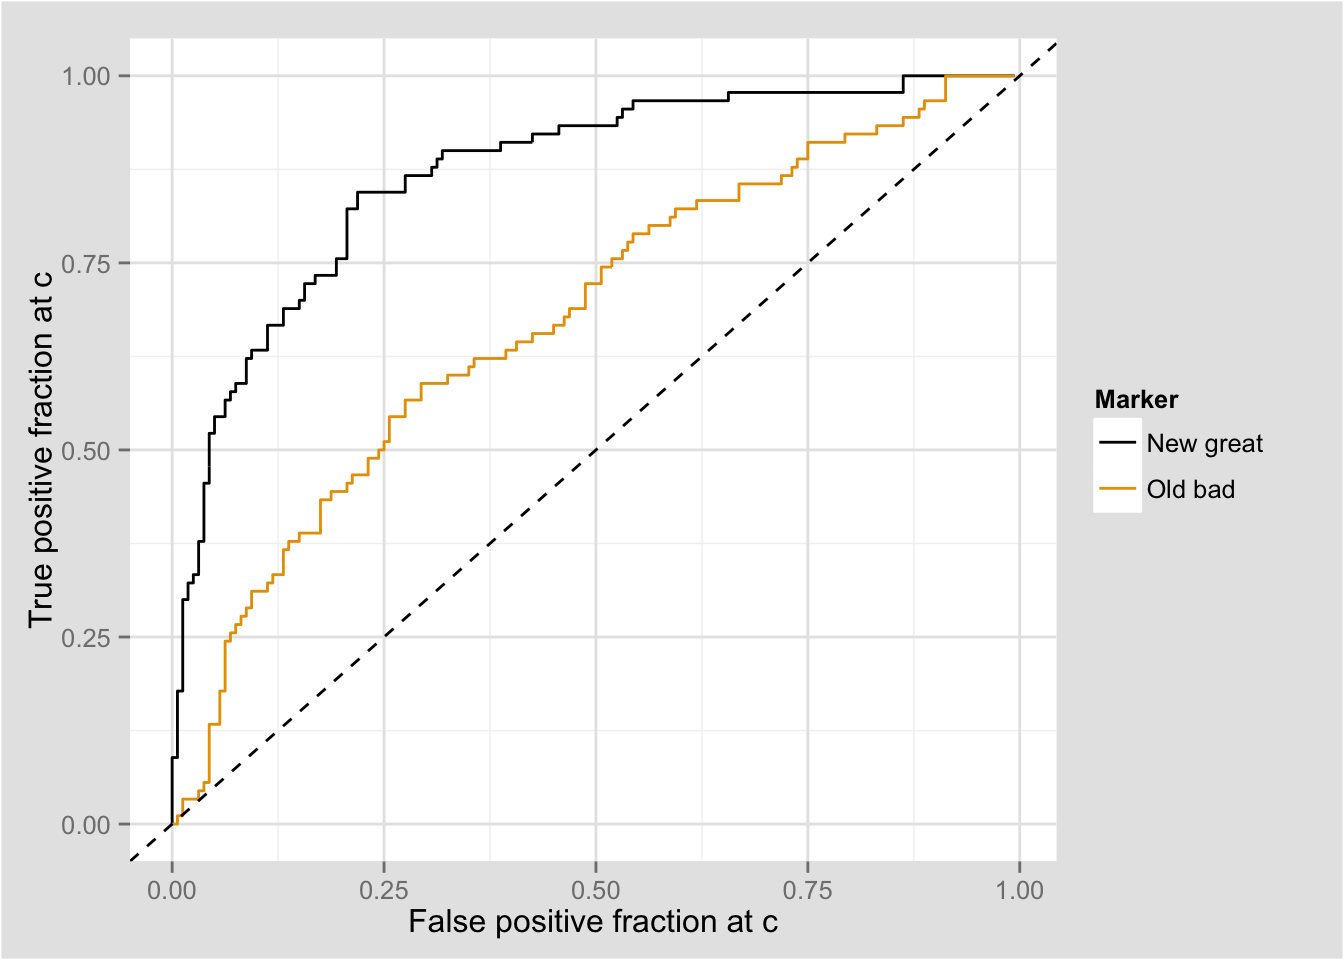 True positive fraction at c
1.00
0.75
0.50
0.25
0.00
0.00 0.25 0.50 0.75 1.00
False positive fraction at c
Marker
New great
Old bad